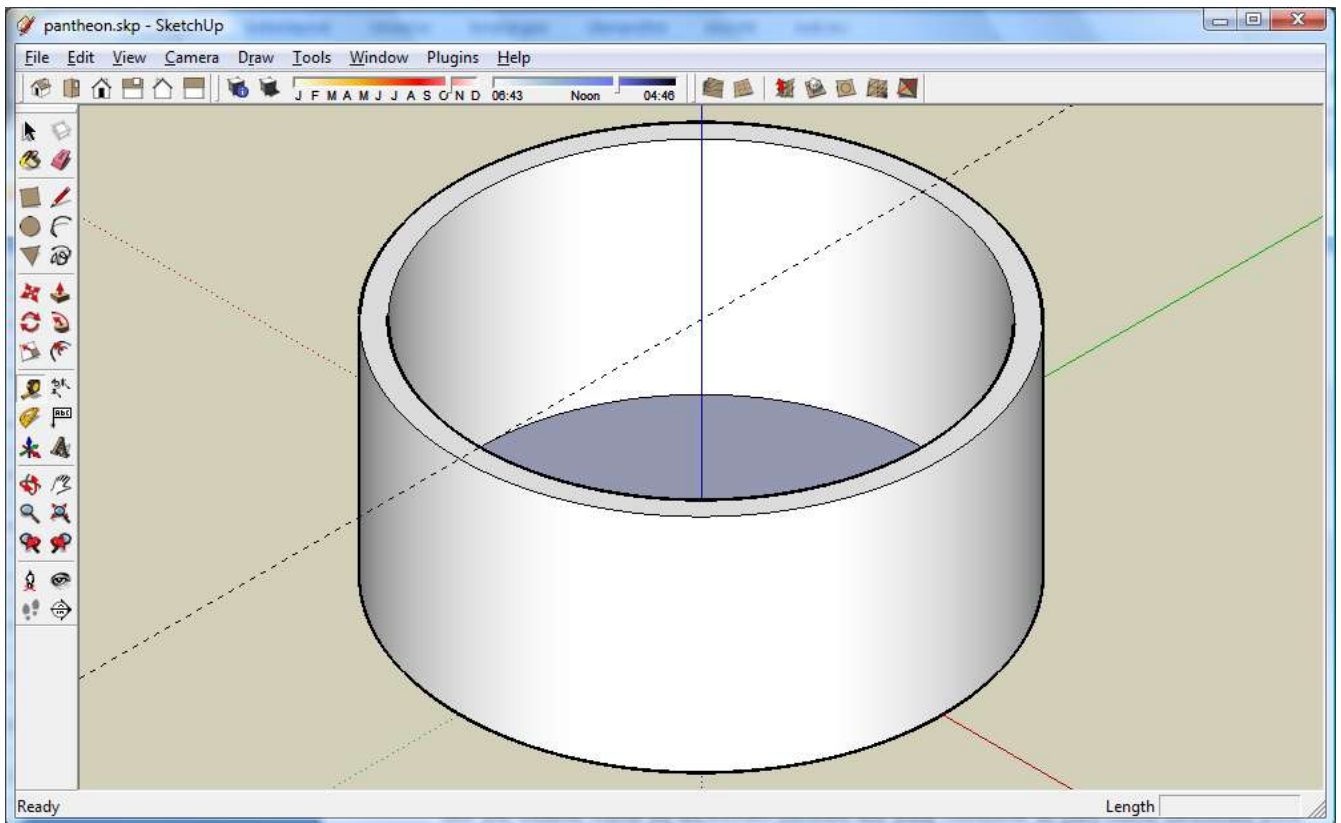 pantheon.skp - SketchUp
File Edit View Camera Draw Tools Window Plugins Help
J F M A M J J A S O N D 06:43 Noon 04:46
Abc
Ready
Length